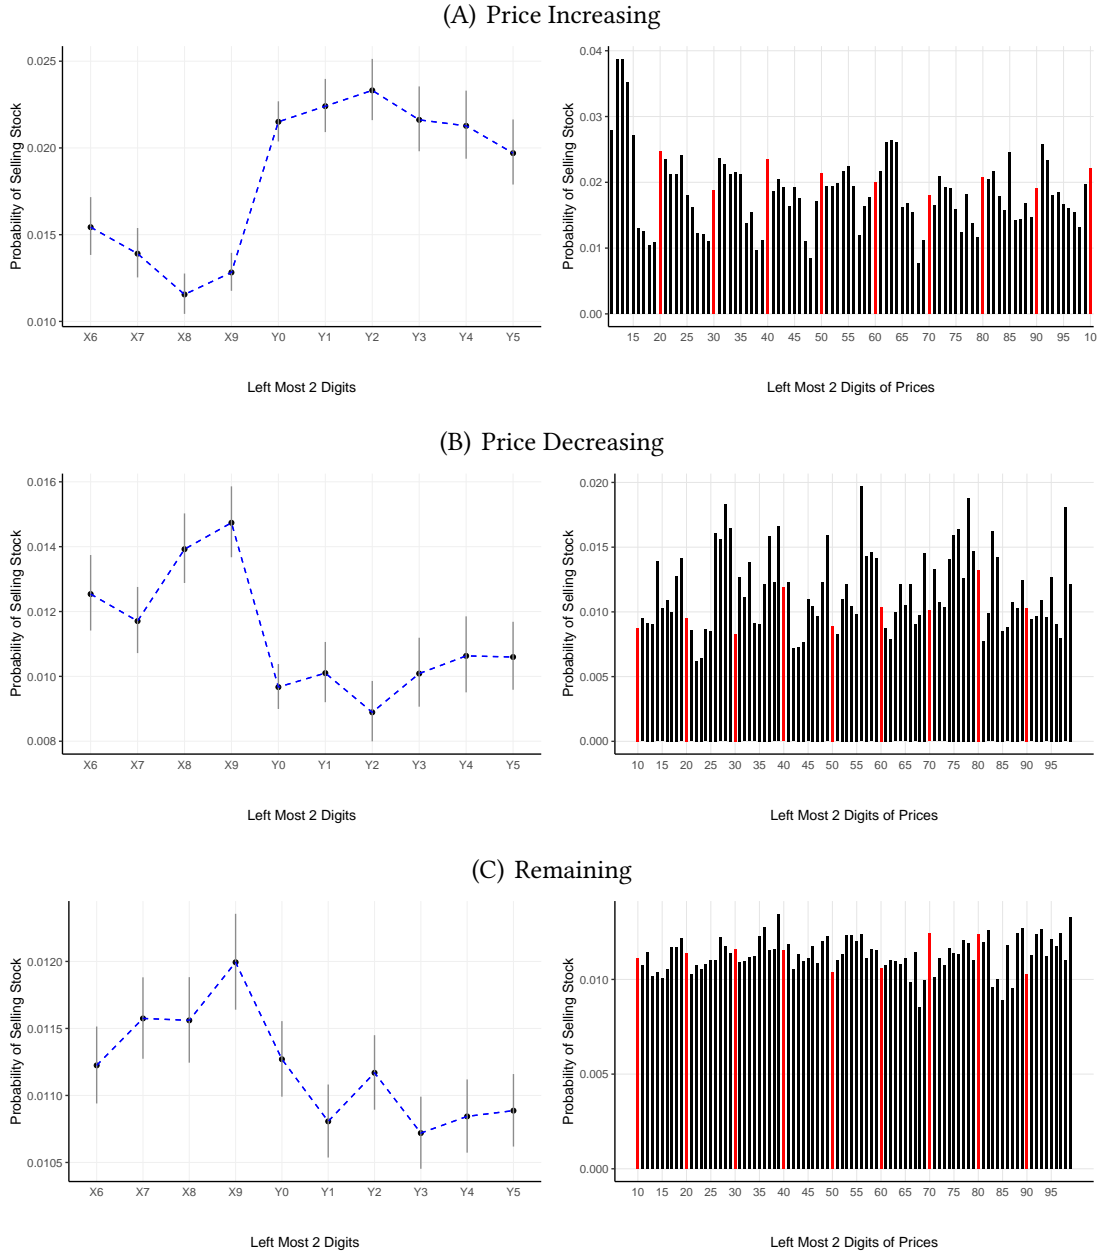 (A) Price Increasing
Probability of Selling Stock
0.025
0.020
0.015
0.010
X6 X7 X8 X9 Y0 Y1 Y2 Y3 Y4 Y5
Left Most 2 Digits
Probability of Selling Stock
0.04
0.03
0.02
0.01
0.00
15 20 25 30 35 40 45 50 55 60 65 70 75 80 85 90 95 10
Left Most 2 Digits of Prices
(B) Price Decreasing
Probability of Selling Stock
0.016
0.014
0.012
0.010
0.008
X6 X7 X8 X9 Y0 Y1 Y2 Y3 Y4 Y5
Left Most 2 Digits
Probability of Selling Stock
0.020
0.015
0.010
0.005
0.000
10 15 20 25 30 35 40 45 50 55 60 65 70 75 80 85 90 95
Left Most 2 Digits of Prices
(C) Remaining
Probability of Selling Stock
0.0120
0.0115
0.0110
0.0105
X6 X7 X8 X9 Y0 Y1 Y2 Y3 Y4 Y5
Left Most 2 Digits
Probability of Selling Stock
0.010
0.005
0.000
10 15 20 25 30 35 40 45 50 55 60 65 70 75 80 85 90 95
Left Most 2 Digits of Prices